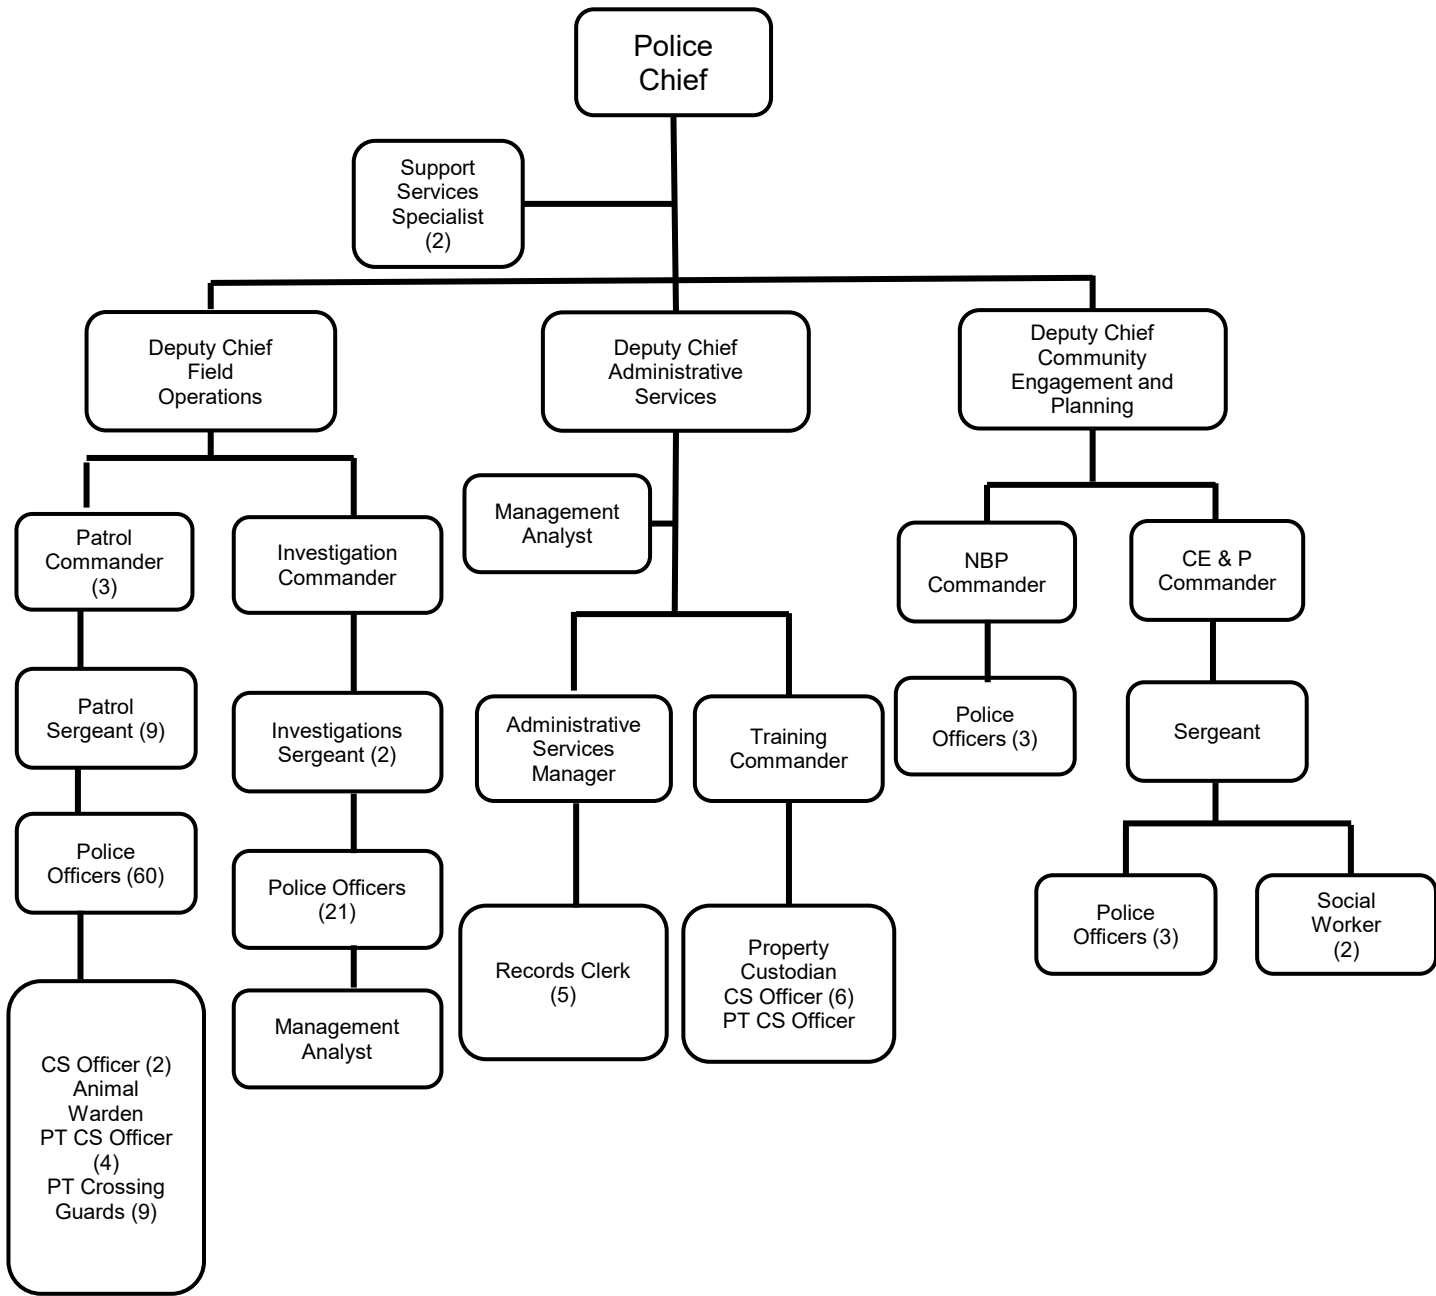 Police
Chief
Support
Services
Specialist
(2)
Deputy Chief
Field
Operations
Deputy Chief
Administrative
Services
Deputy Chief
Community
Engagement and
Planning
Patrol
Commander
(3)
Investigation
Commander
Management
Analyst
NBP
Commander
CE & P
Commander
Patrol
Sergeant (9)
Investigations
Sergeant (2)
Administrative
Services
Manager
Training
Commander
Police
Officers (3)
Sergeant
Police
Officers (60)
Police Officers
(21)
Records Clerk
(5)
Property
Custodian
CS Officer (6)
PT CS Officer
Police
Officers (3)
Social
Worker
(2)
Management
Analyst
CS Officer (2)
Animal
Warden
PT CS Officer
(4)
PT Crossing
Guards (9)